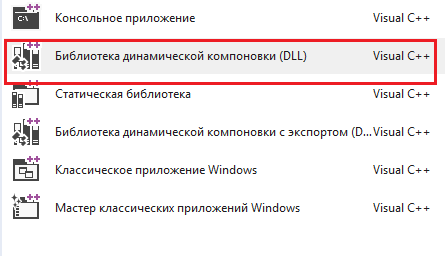 Консольное приложение Visual C++
Библиотека динамической компоновки (DLL) Visual C++
Статическая библиотека Visual C++
Библиотека динамической компоновки с экспортом (D... Visual C++
Классическое приложение Windows Visual C++
Мастер классических приложений Windows Visual C++